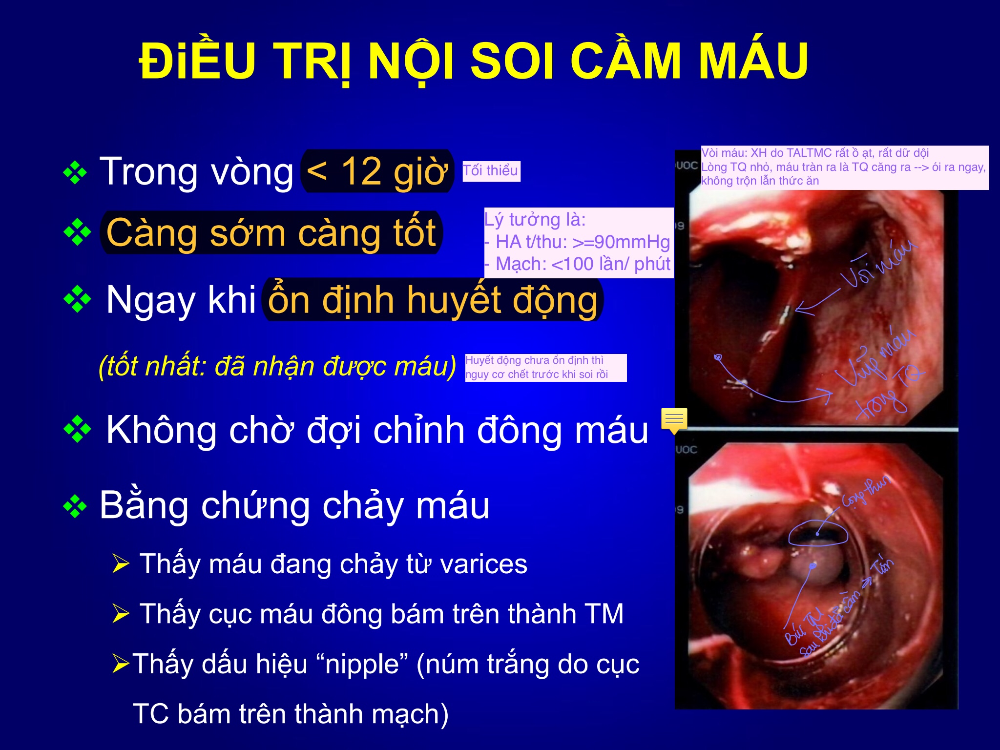 ĐiỀU TRỊ NỘI SOI CẦM MÁU
Trong vòng < 12 giờ
Tối thiểu
Càng sớm càng tốt
Lý tưởng là:
- HA t/thu: >=90mmHg
- Mạch: <100 lần/ phút
Ngay khi ổn định huyết động
(tốt nhất: đã nhận được máu)
Huyết động chưa ổn định thì
nguy cơ chết trước khi soi rồi
Không chờ đợi chỉnh đông máu
Bằng chứng chảy máu
Thấy máu đang chảy từ varices
Thấy cục máu đông bám trên thành TM
Thấy dấu hiệu “nipple” (núm trắng do cục
TC bám trên thành mạch)
Vòi máu: XH do TALTMC rất ồ ạt, rất dữ dội
Lòng TQ nhỏ, máu tràn ra là TQ căng ra --> ói ra ngay,
không trộn lẫn thức ăn
UOC
9
Vòi máu
Vũng máu
trong TQ
UOC
9
Cọng thun
Búi TM
sau khi đã cầm => Tím